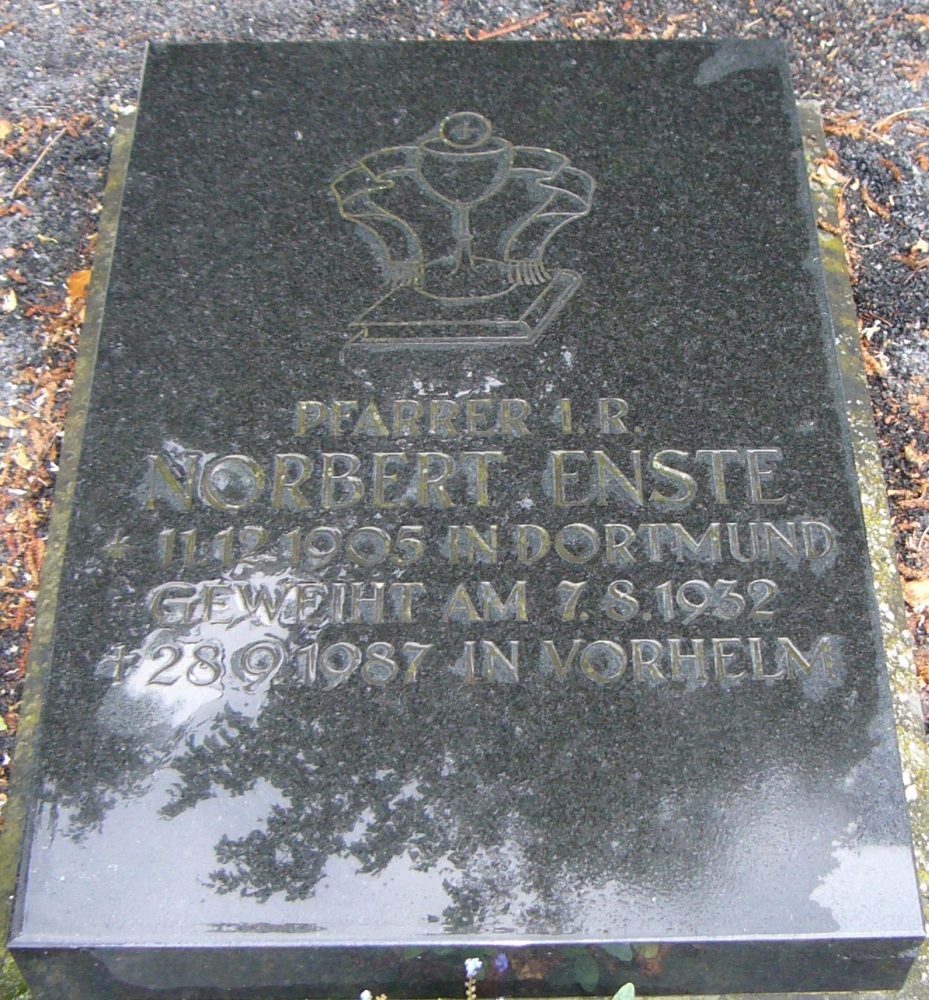 PFARRER I. R.
NORBERT ENSTE
* 11.12.1905 IN DORTMUND
GEWEIHT AM 7.8.1932
† 28.9.1987 IN VORHELM